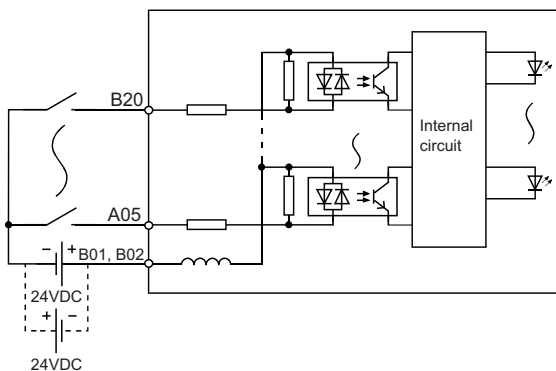 B20
Internal
circuit
A05
− + B01, B02
24VDC
+ −
24VDC